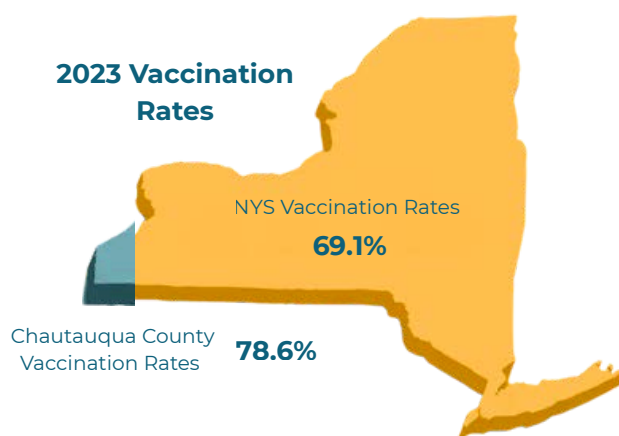 2023 Vaccination
Rates
NYS Vaccination Rates
69.1%
Chautauqua County
Vaccination Rates
78.6%